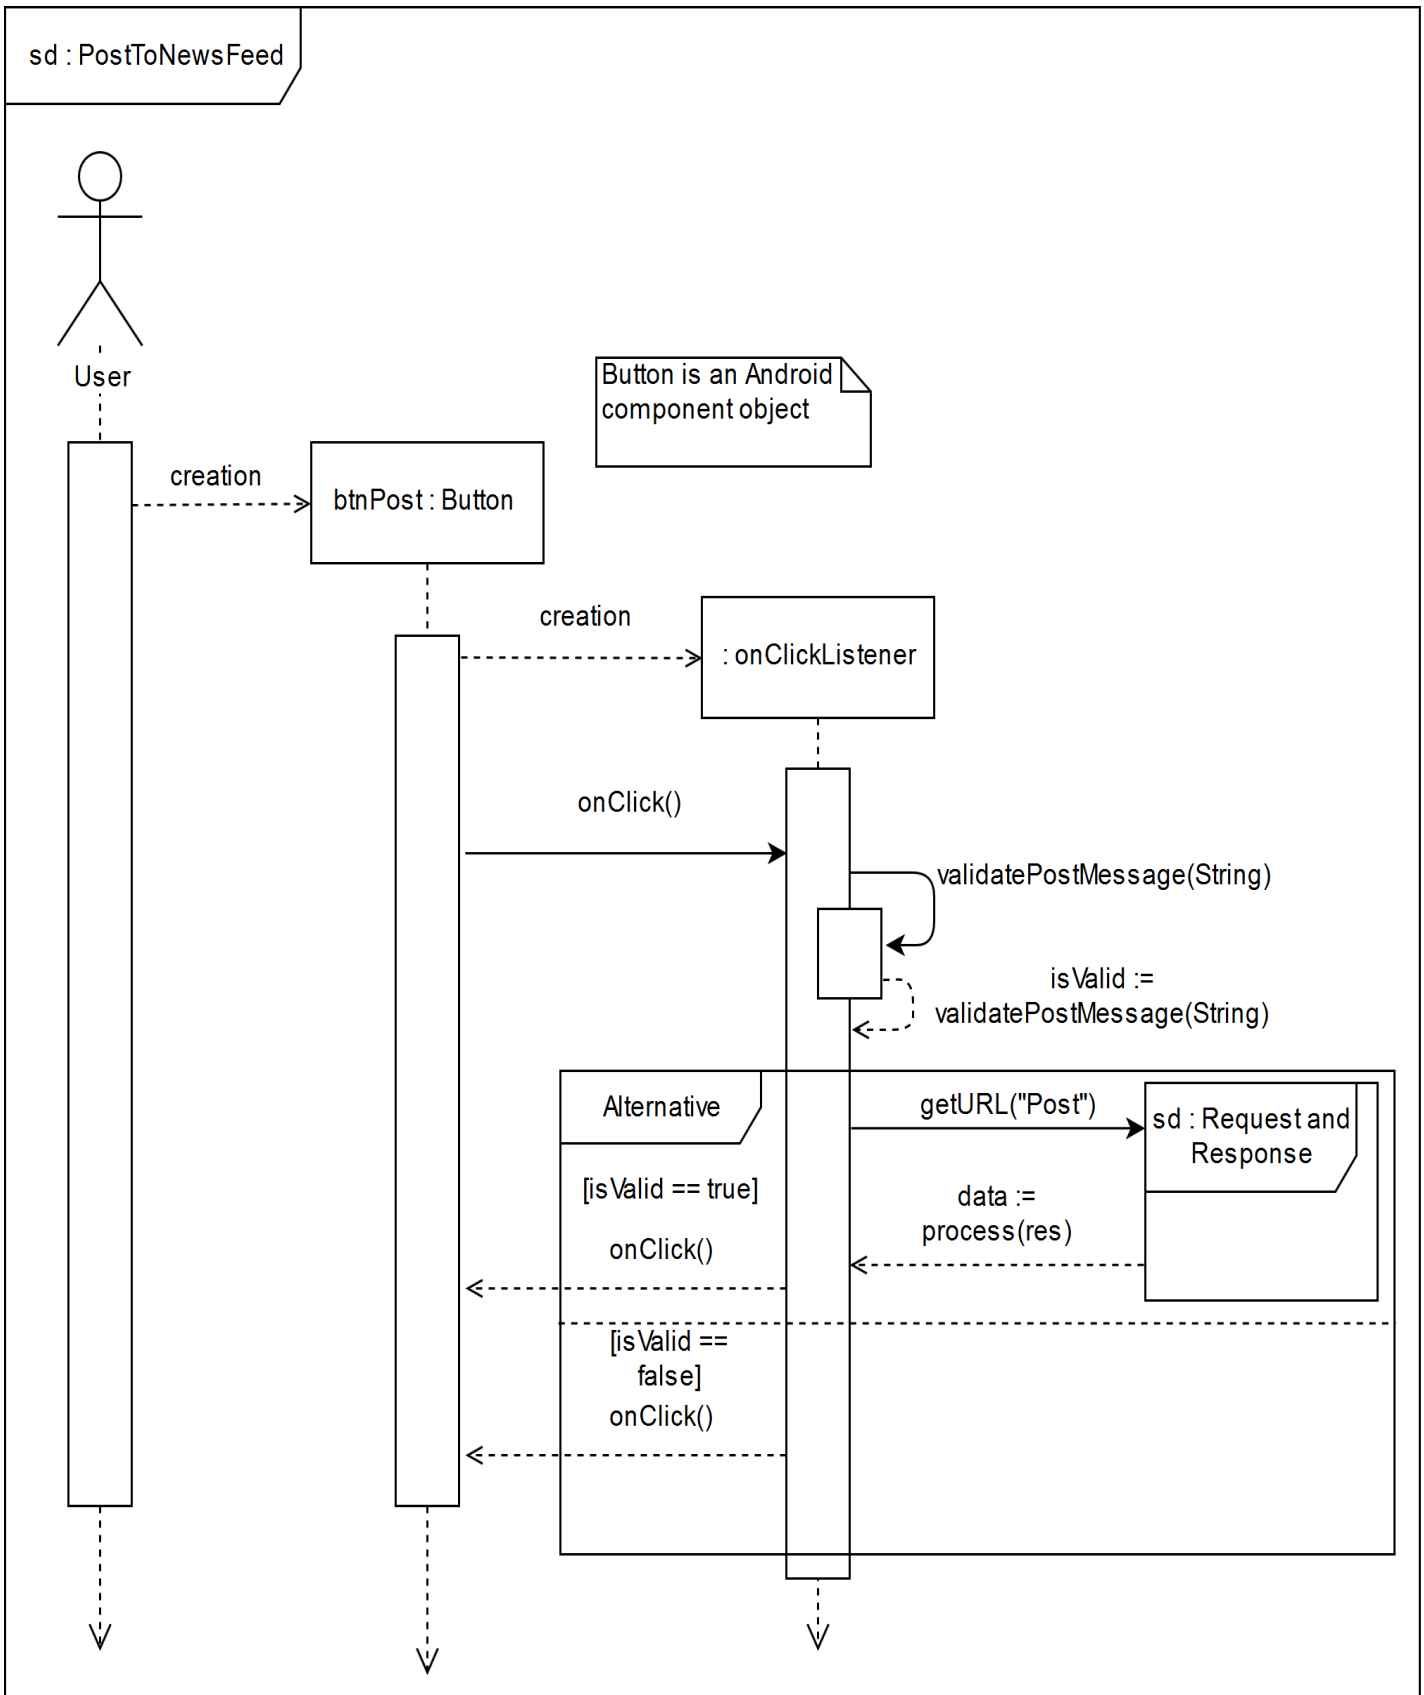 sd : PostToNewsFeed
User
Button is an Android
component object
creation
btnPost : Button
creation
: onClickListener
onClick()
validatePostMessage(String)
isValid :=
validatePostMessage(String)
Alternative
getURL("Post")
sd : Request and
Response
[isValid == true]
data :=
process(res)
onClick()
[isValid ==
false]
onClick()